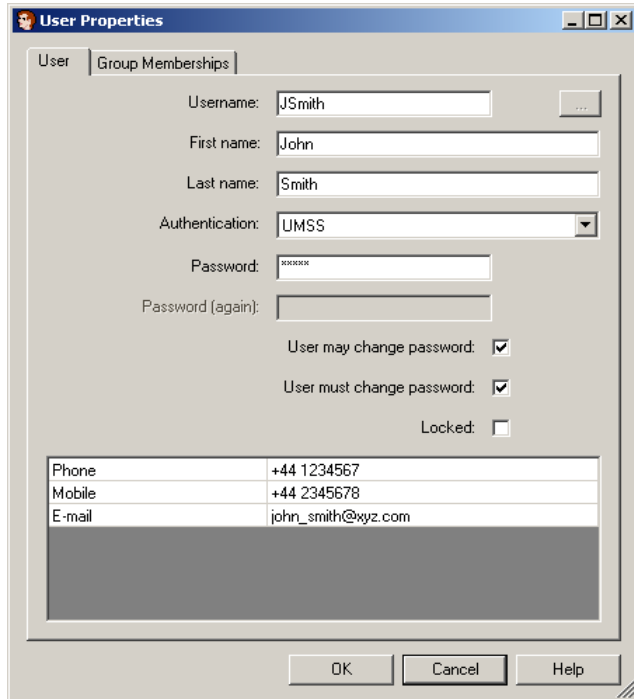 User Properties
User Group Memberships
Username: JSmith ...
First name: John
Last name: Smith
Authentication: UMSS
Password: *****
Password (again):
User may change password:
User must change password:
Locked:
Phone +44 1234567
Mobile +44 2345678
E-mail john_smith@xyz.com
OK Cancel Help